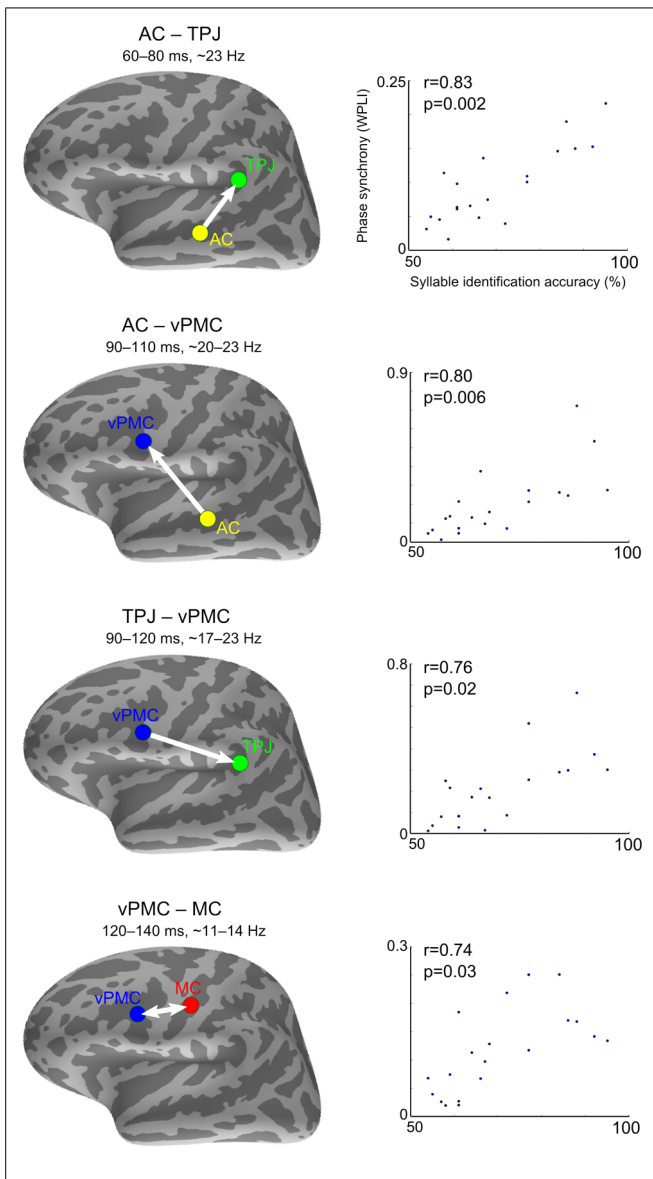 AC – TPJ
60–80 ms, ~23 Hz
TPJ
AC
0.25
r=0.83
p=0.002
Phase synchrony (WPLI)
0
50
100
Syllable identification accuracy (%)
AC – vPMC
90–110 ms, ~20–23 Hz
vPMC
AC
0.9
r=0.80
p=0.006
0
50
100
TPJ – vPMC
90–120 ms, ~17–23 Hz
vPMC
TPJ
0.8
r=0.76
p=0.02
0
50
100
vPMC – MC
120–140 ms, ~11–14 Hz
vPMC
MC
0.3
r=0.74
p=0.03
0
50
100